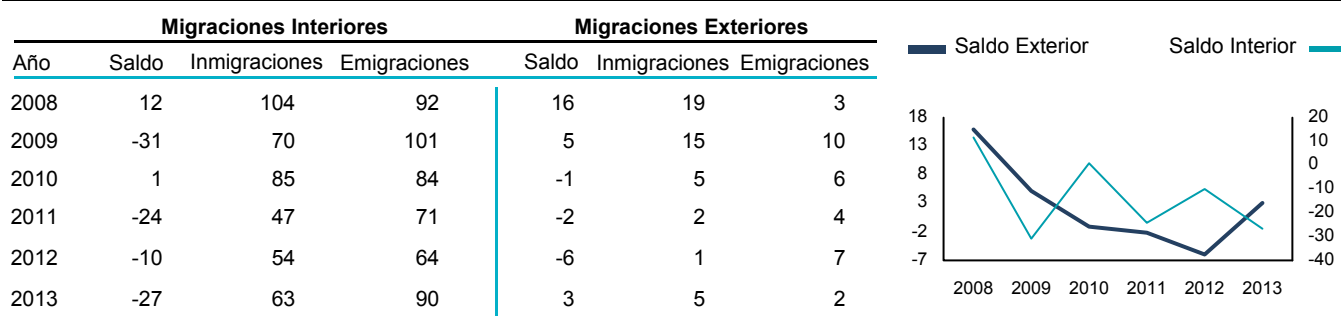 Migraciones Interiores Migraciones Exteriores
Año Saldo Inmigraciones Emigraciones Saldo Inmigraciones Emigraciones
2008 12 104 92 16 19 3
2009 -31 70 101 5 15 10
2010 1 85 84 -1 5 6
2011 -24 47 71 -2 2 4
2012 -10 54 64 -6 1 7
2013 -27 63 90 3 5 2
Saldo Exterior Saldo Interior
18 20
13 10
8 0
3 -10
-2 -20
-7 -30
-40
2008 2009 2010 2011 2012 2013